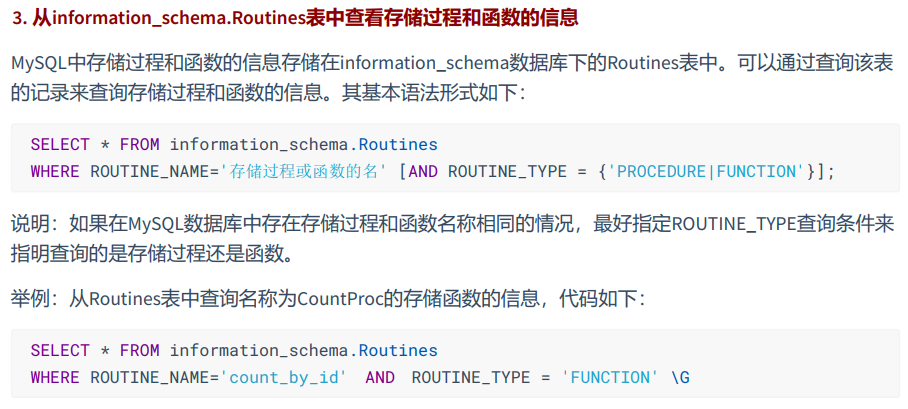 3. 从information_schema.Routines表中查看存储过程和函数的信息
MySQL中存储过程和函数的信息存储在information_schema数据库下的Routines表中。可以通过查询该表
的记录来查询存储过程和函数的信息。其基本语法形式如下：
SELECT * FROM information_schema.Routines
WHERE ROUTINE_NAME='存储过程或函数的名' [AND ROUTINE_TYPE = {'PROCEDURE|FUNCTION'}];
说明：如果在MySQL数据库中存在存储过程和函数名称相同的情况，最好指定ROUTINE_TYPE查询条件来
指明查询的是存储过程还是函数。
举例：从Routines表中查询名称为CountProc的存储函数的信息，代码如下：
SELECT * FROM information_schema.Routines
WHERE ROUTINE_NAME='count_by_id' AND ROUTINE_TYPE = 'FUNCTION' \G